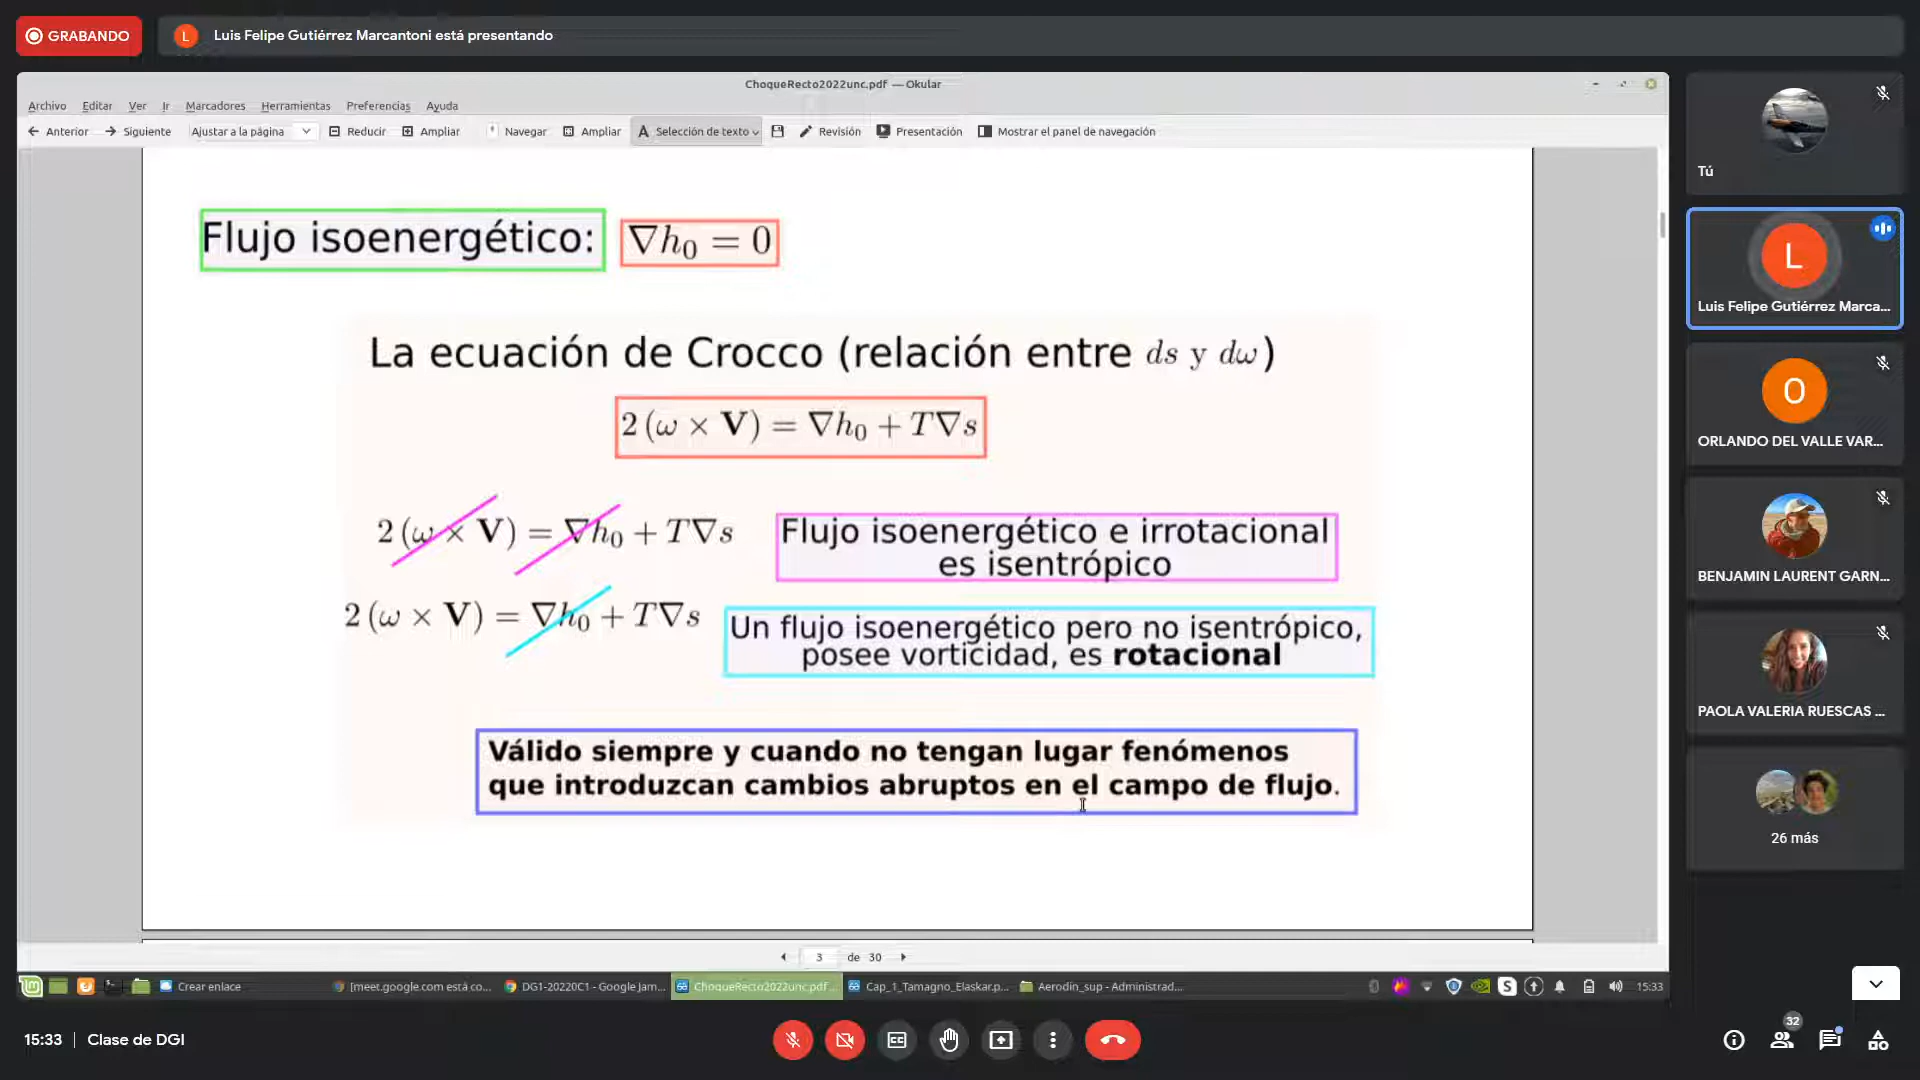 GRABANDO
L
Luis Felipe Gutiérrez Marcantoni está presentando
ChoqueRecto2022unc.pdf — Okular
Archivo Editar Ver Ir Marcadores Herramientas Preferencias Ayuda
Anterior Siguiente Ajustar a la página Reducir Ampliar Navegar Ampliar Selección de texto Revisión Presentación Mostrar el panel de navegación
Flujo isoenergético: ∇h₀ = 0
La ecuación de Crocco (relación entre ds y dω)
2 (ω × V) = ∇h₀ + T∇s
2 (ω × V) = ∇h₀ + T∇s
Flujo isoenergético e irrotacional
es isentrópico
2 (ω × V) = ∇h₀ + T∇s
Un flujo isoenergético pero no isentrópico,
posee vorticidad, es rotacional
Válido siempre y cuando no tengan lugar fenómenos
que introduzcan cambios abruptos en el campo de flujo.
3 de 30
Crear enlace [meet.google.com está co... DG1-20220C1 - Google Jam... ChoqueRecto2022unc.pdf... Cap_1_Tamagno_Elaskar.p... Aerodin_sup - Administrad... S 15:33
Tú
L
Luis Felipe Gutiérrez Marca...
O
ORLANDO DEL VALLE VAR...
BENJAMIN LAURENT GARN...
PAOLA VALERIA RUESCAS ...
26 más
15:33 | Clase de DGI
32